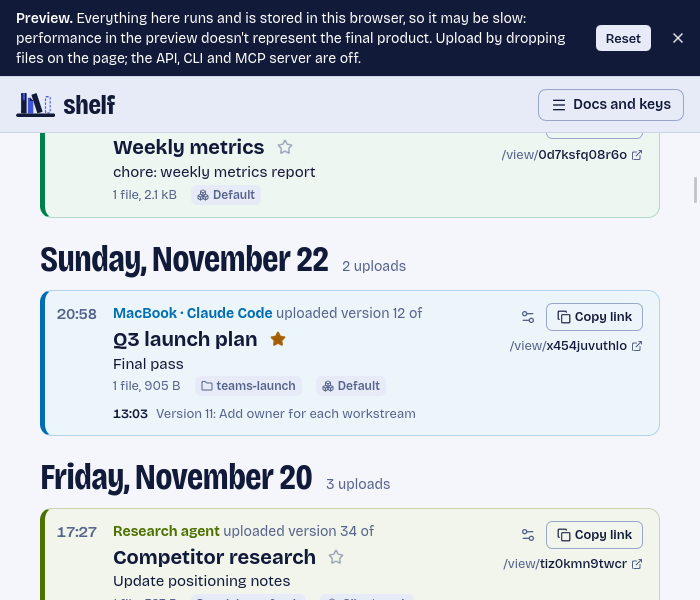 Preview. Everything here runs and is stored in this browser, so it may be slow:
performance in the preview doesn't represent the final product. Upload by dropping
files on the page; the API, CLI and MCP server are off.
Reset
shelf
Docs and keys
Weekly metrics
/view/0d7ksfq08r6o
chore: weekly metrics report
1 file, 2.1 kB Default
Sunday, November 22 2 uploads
20:58 MacBook · Claude Code uploaded version 12 of
Copy link
Q3 launch plan
/view/x454juvuthlo
Final pass
1 file, 905 B teams-launch Default
13:03 Version 11: Add owner for each workstream
Friday, November 20 3 uploads
17:27 Research agent uploaded version 34 of
Copy link
Competitor research
/view/tiz0kmn9twcr
Update positioning notes